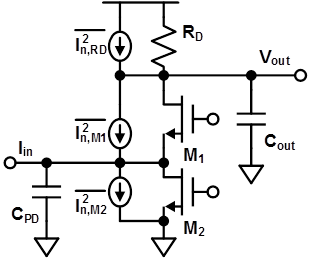 I²n,RD
RD
Vout
I²n,M1
M1
Cout
Iin
I²n,M2
CPD
M2